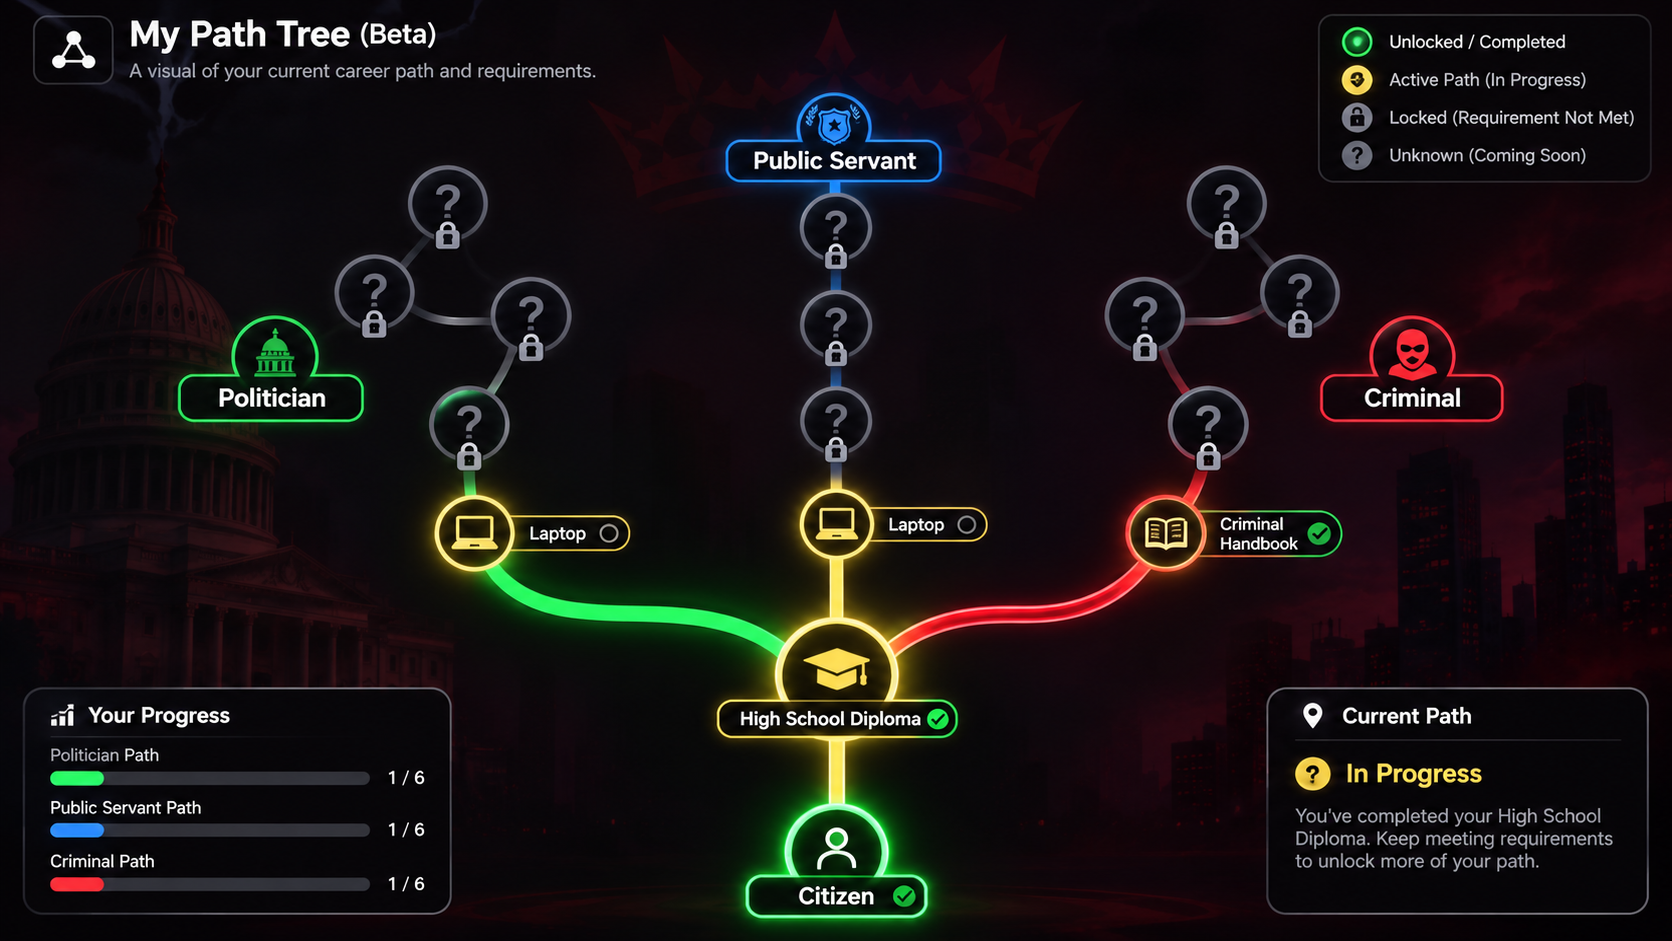 My Path Tree (Beta)
A visual of your current career path and requirements.
Unlocked / Completed
Active Path (In Progress)
Locked (Requirement Not Met)
Unknown (Coming Soon)
Public Servant
?
?
?
?
?
?
?
?
?
?
?
Politician
Criminal
Laptop
Laptop
Criminal
Handbook
High School Diploma
Citizen
Your Progress
Politician Path
1 / 6
Public Servant Path
1 / 6
Criminal Path
1 / 6
Current Path
? In Progress
You've completed your High School
Diploma. Keep meeting requirements
to unlock more of your path.